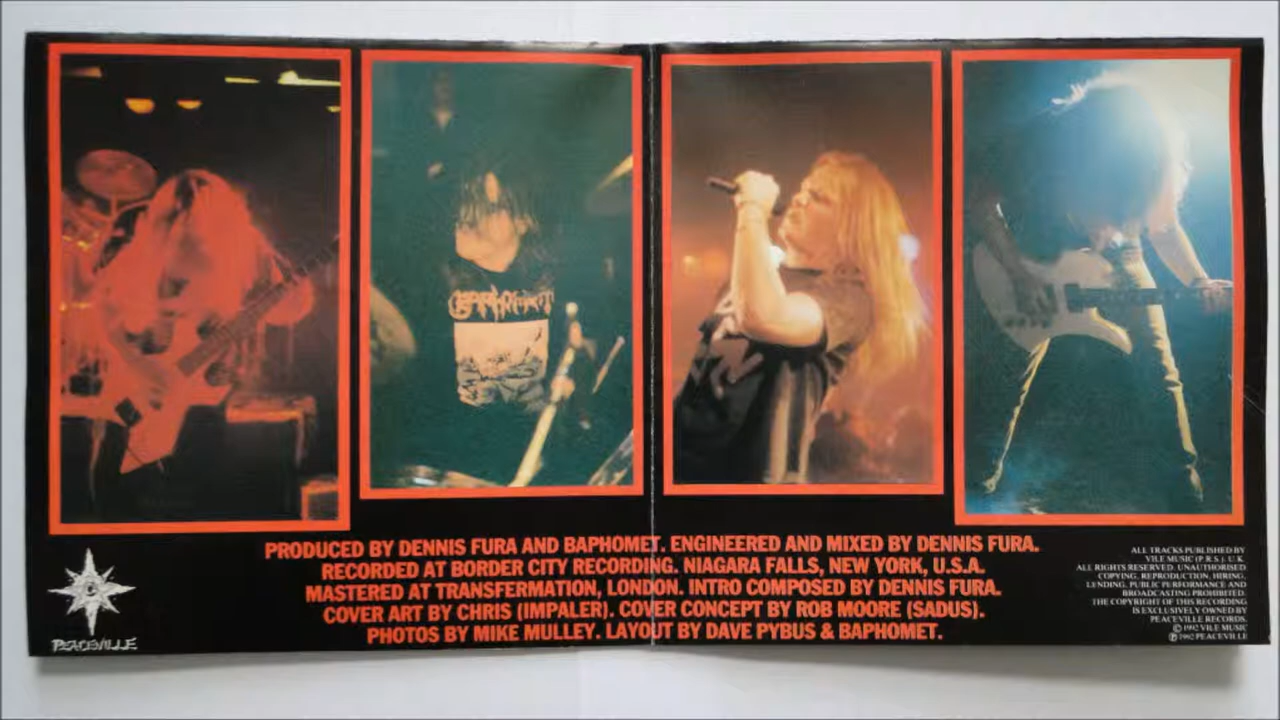 BAPHOMET
PRODUCED BY DENNIS FURA AND BAPHOMET. ENGINEERED AND MIXED BY DENNIS FURA.
RECORDED AT BORDER CITY RECORDING. NIAGARA FALLS, NEW YORK, U.S.A.
MASTERED AT TRANSFERMATION, LONDON. INTRO COMPOSED BY DENNIS FURA.
COVER ART BY CHRIS (IIMPALER). COVER CONCEPT BY ROB MOORE (SADUS).
PHOTOS BY MIKE MULLEY. LAYOUT BY DAVE PYBUS & BAPHOMET.
PEACEVILLE
ALL TRACKS PUBLISHED BY
VILE MUSIC (P.R.S.), U.K.
ALL RIGHTS RESERVED. UNAUTHORISED
COPYING, REPRODUCTION, HIRING,
LENDING, PUBLIC PERFORMANCE AND
BROADCASTING PROHIBITED.
THE COPYRIGHT OF THIS RECORDING
IS EXCLUSIVELY OWNED BY
PEACEVILLE RECORDS.
© 1992 VILE MUSIC
℗ 1992 PEACEVILLE